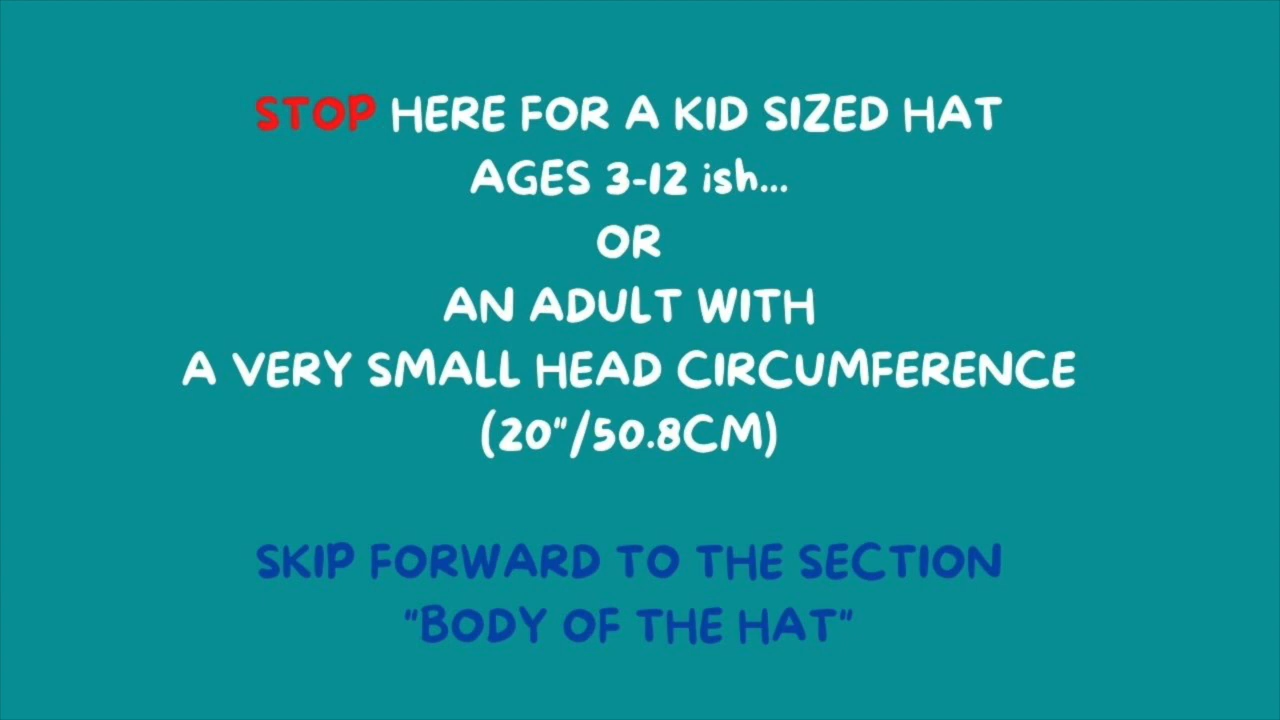 STOP HERE FOR A KID SIZED HAT
AGES 3-12 ish...
OR
AN ADULT WITH
A VERY SMALL HEAD CIRCUMFERENCE
(20"/50.8CM)
SKIP FORWARD TO THE SECTION
"BODY OF THE HAT"